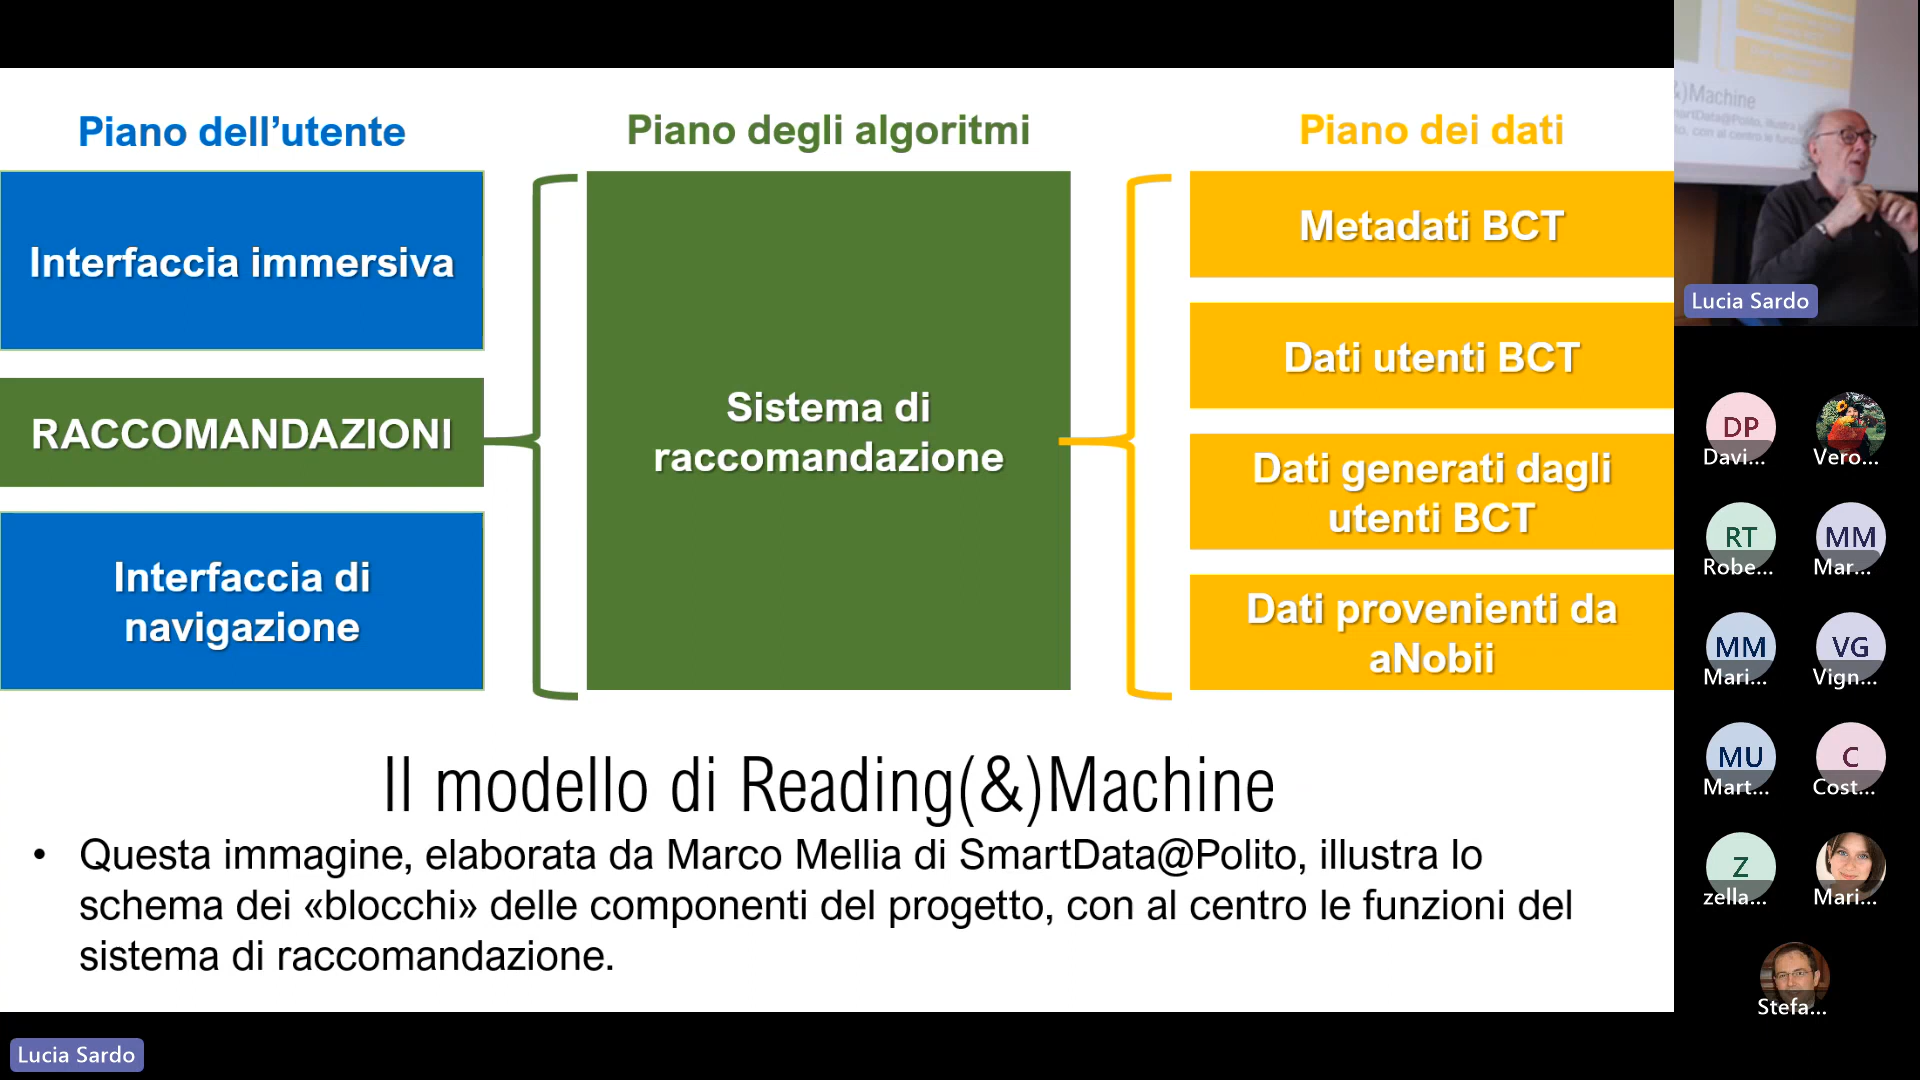 Piano dell’utente
Piano degli algoritmi
Piano dei dati
Interfaccia immersiva
RACCOMANDAZIONI
Interfaccia di
navigazione
Sistema di
raccomandazione
Metadati BCT
Dati utenti BCT
Dati generati dagli
utenti BCT
Dati provenienti da
aNobii
Il modello di Reading(&)Machine
• Questa immagine, elaborata da Marco Mellia di SmartData@Polito, illustra lo
schema dei «blocchi» delle componenti del progetto, con al centro le funzioni del
sistema di raccomandazione.
Lucia Sardo
&)Machine
Lucia Sardo
DP
Davi...
Vero...
RT
Robe...
MM
Mar...
MM
Mari...
VG
Vign...
MU
Mart...
C
Cost...
Z
zella...
Mari...
Stefa...